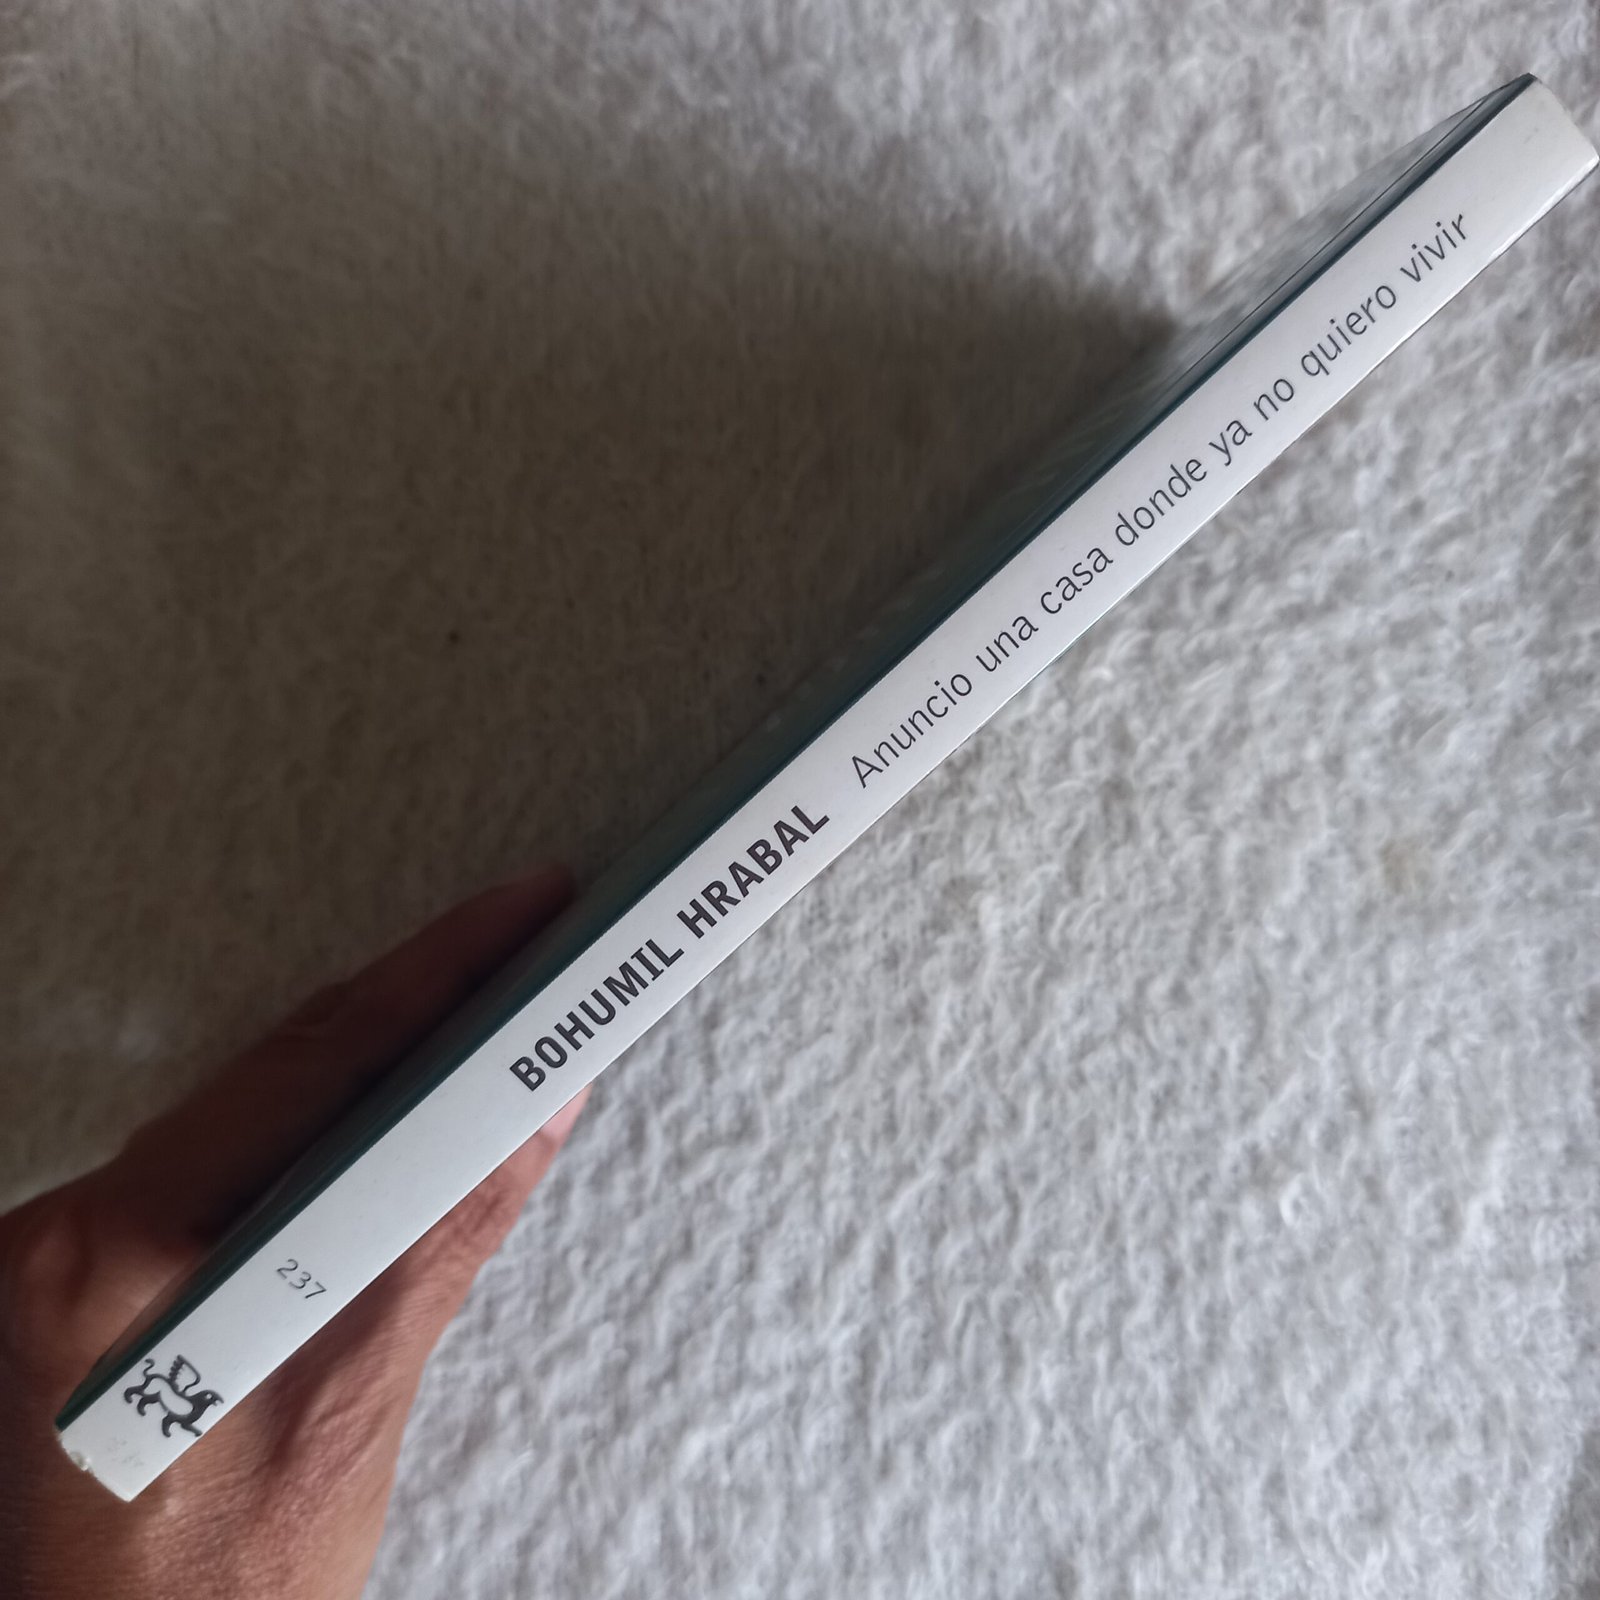 BOHUMIL HRABAL Anuncio una casa donde ya no quiero vivir
237